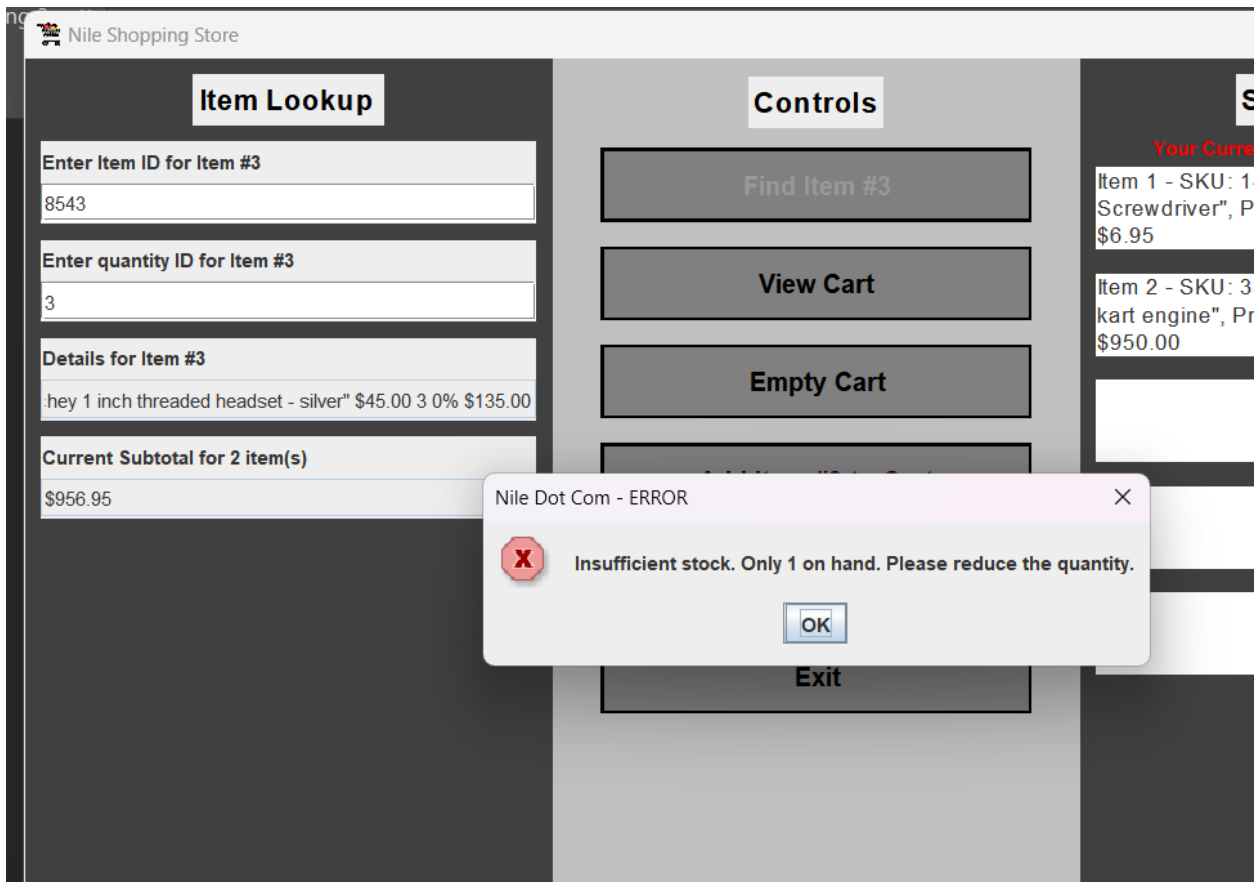 Nile Shopping Store
Item Lookup
Enter Item ID for Item #3
8543
Enter quantity ID for Item #3
3
Details for Item #3
hey 1 inch threaded headset - silver" $45.00 3 0% $135.00
Current Subtotal for 2 item(s)
$956.95
Controls
Find Item #3
View Cart
Empty Cart
Exit
Your Curre
Item 1 - SKU: 1
Screwdriver", P
$6.95
Item 2 - SKU: 3
kart engine", Pr
$950.00
Nile Dot Com - ERROR
X
Insufficient stock. Only 1 on hand. Please reduce the quantity.
OK